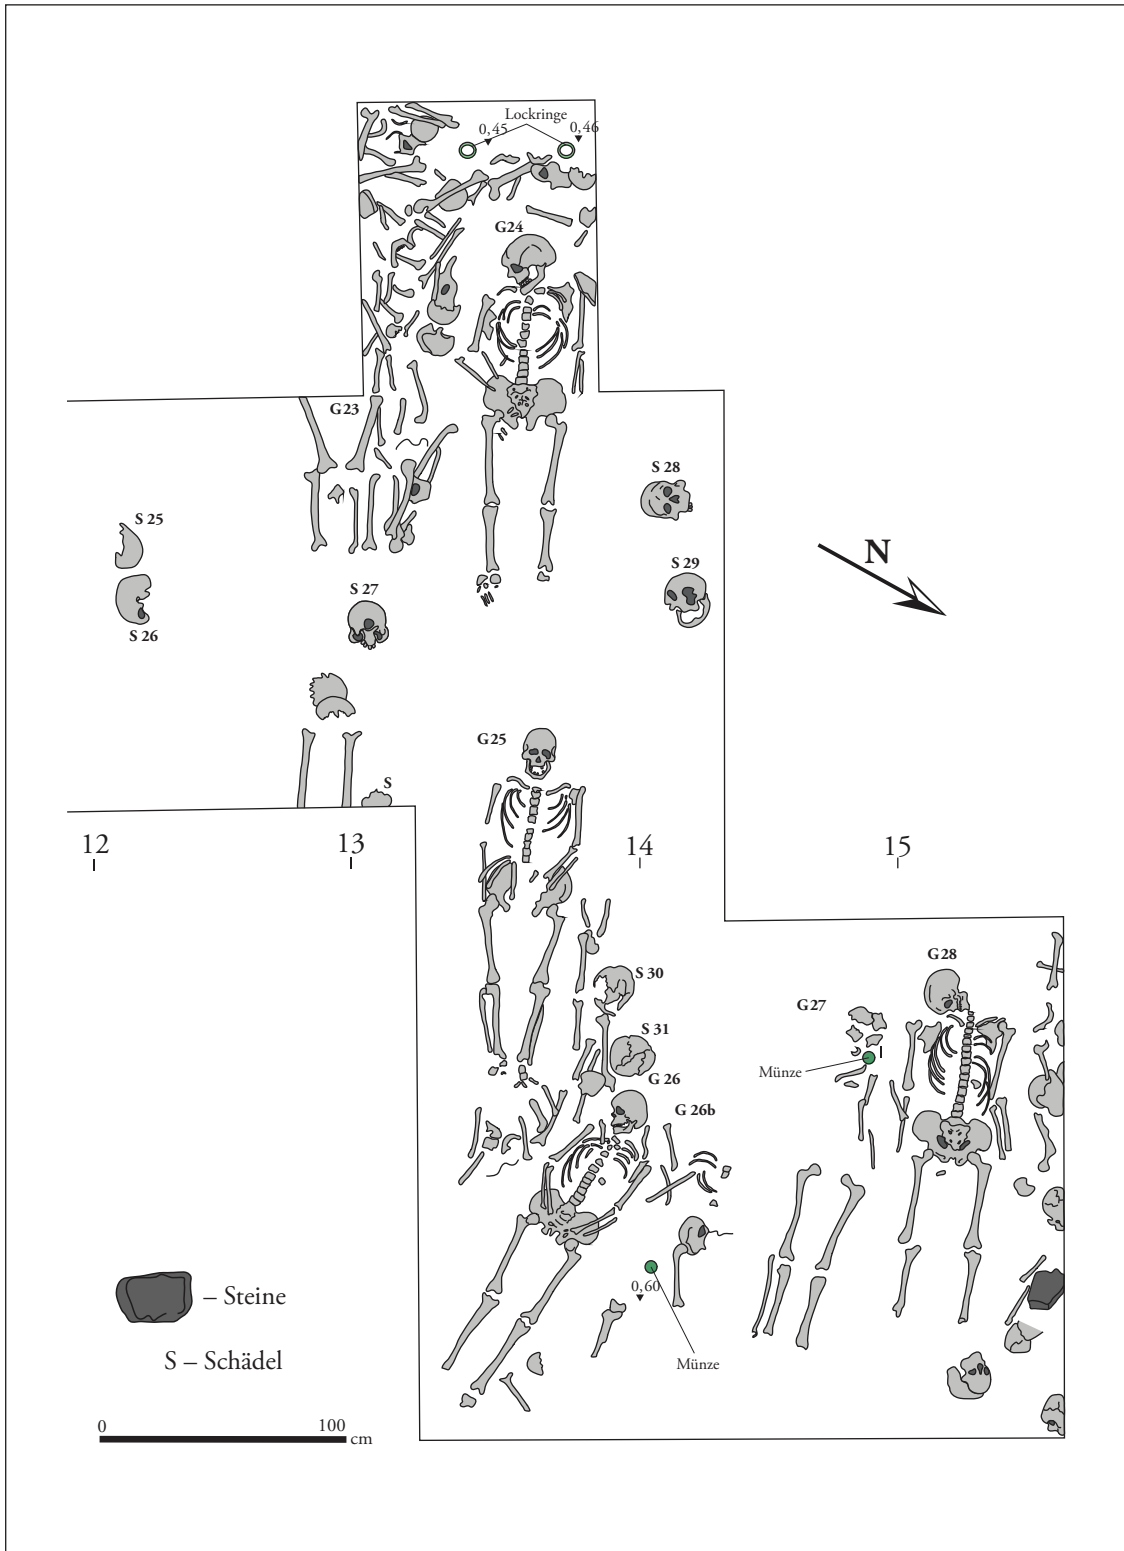 Lockringe
0,45
0,46
G24
G23
S 28
S 25
N
S 29
S 27
S 26
G25
S
12
13
14
15
G28
S 30
G27
S 31
Münze
G 26
G 26b
0,60
– Steine
Münze
S – Schädel
0
100
cm